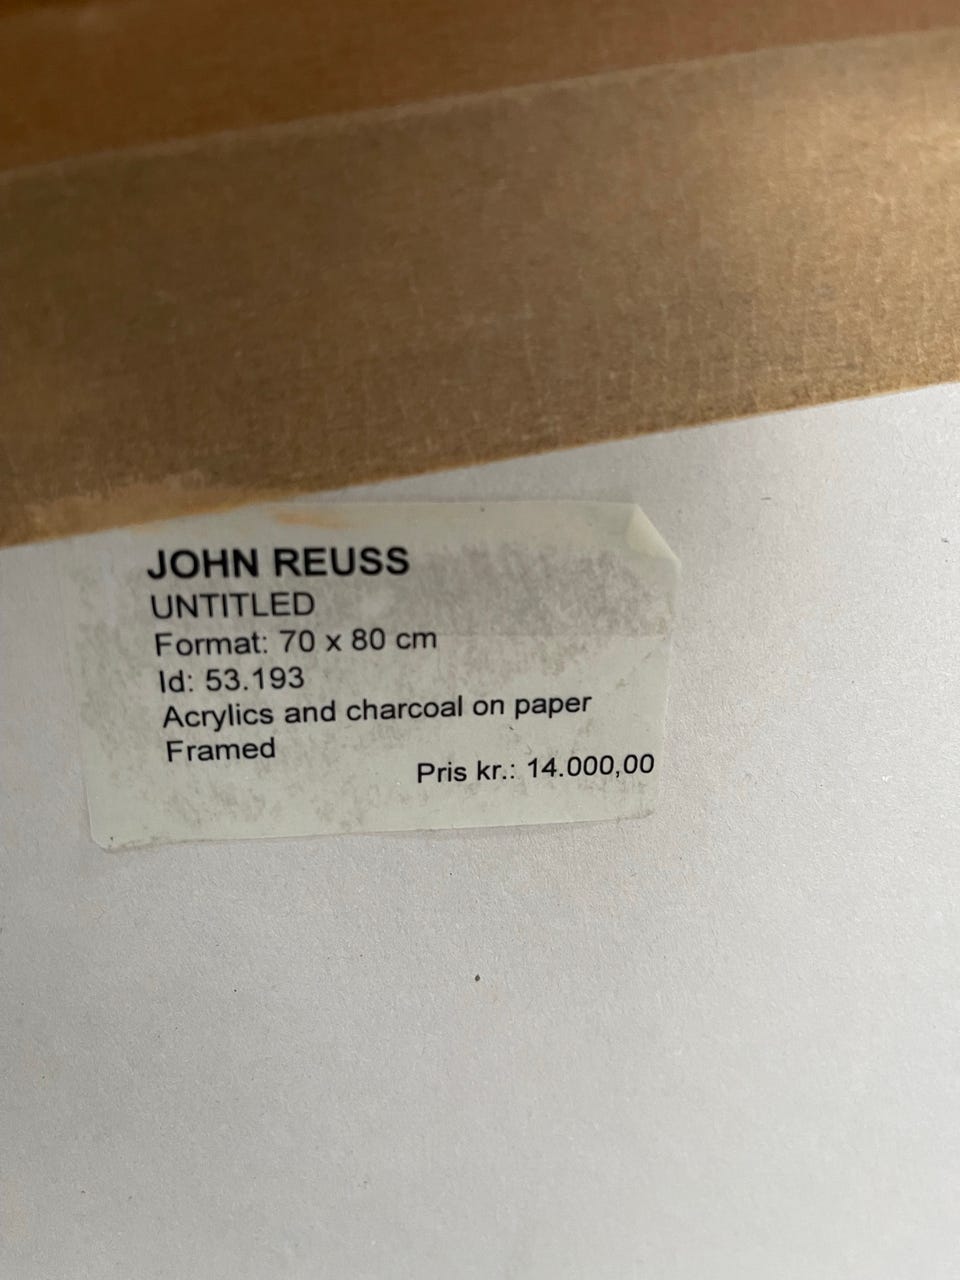 JOHN REUSS
UNTITLED
Format: 70 x 80 cm
Id: 53.193
Acrylics and charcoal on paper
Framed
Pris kr.: 14.000,00